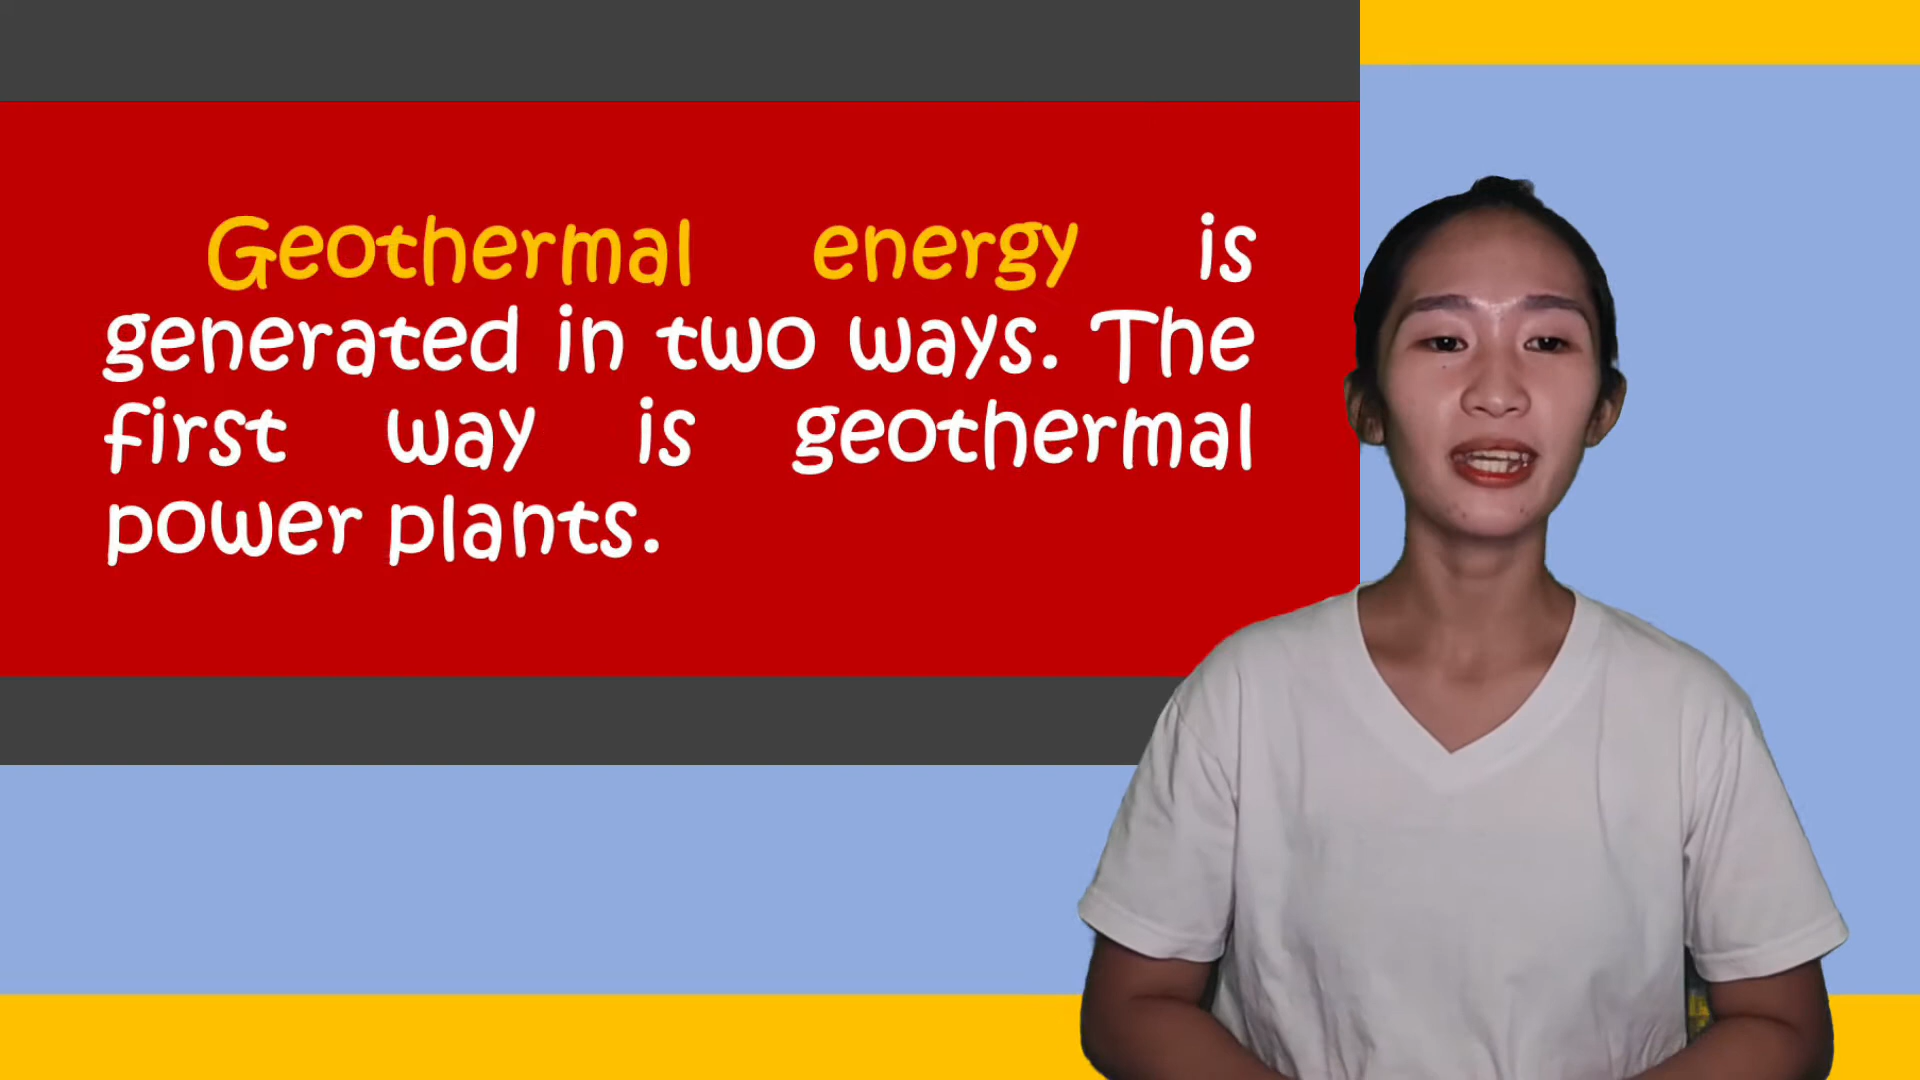 Geothermal energy is
generated in two ways. The
first way is geothermal
power plants.